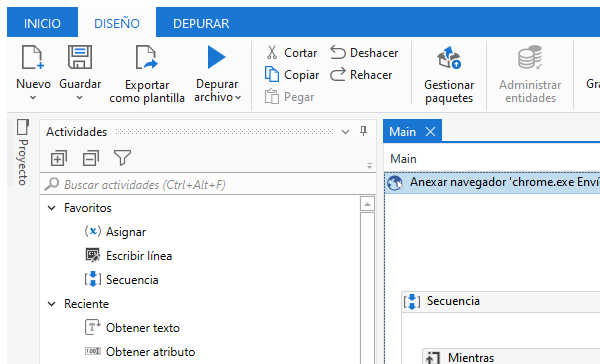 INICIO DISEÑO DEPURAR
Nuevo Guardar Exportar como plantilla Depurar archivo Cortar Copiar Pegar Deshacer Rehacer Gestionar paquetes Administrar entidades
Proyecto
Actividades
Buscar actividades (Ctrl+Alt+F)
Favoritos
Asignar
Escribir línea
Secuencia
Reciente
Obtener texto
Obtener atributo
Main
Main
Anexar navegador 'chrome.exe Enví
Secuencia
Mientras